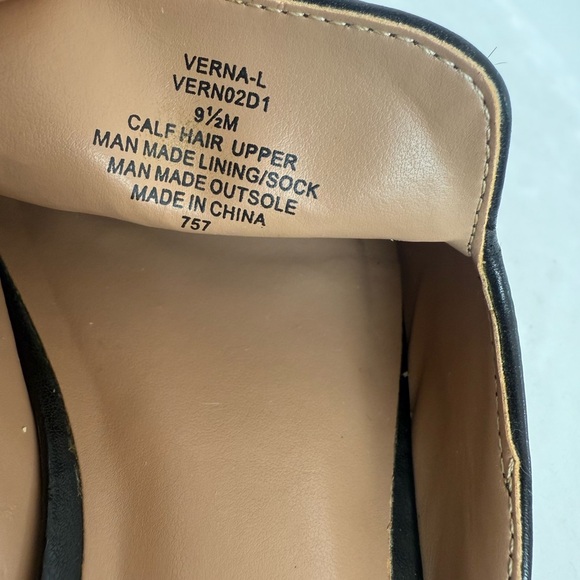 VERNA-L
VERN02D1
9½M
CALF HAIR UPPER
MAN MADE LINING/SOCK
MAN MADE OUTSOLE
MADE IN CHINA
757